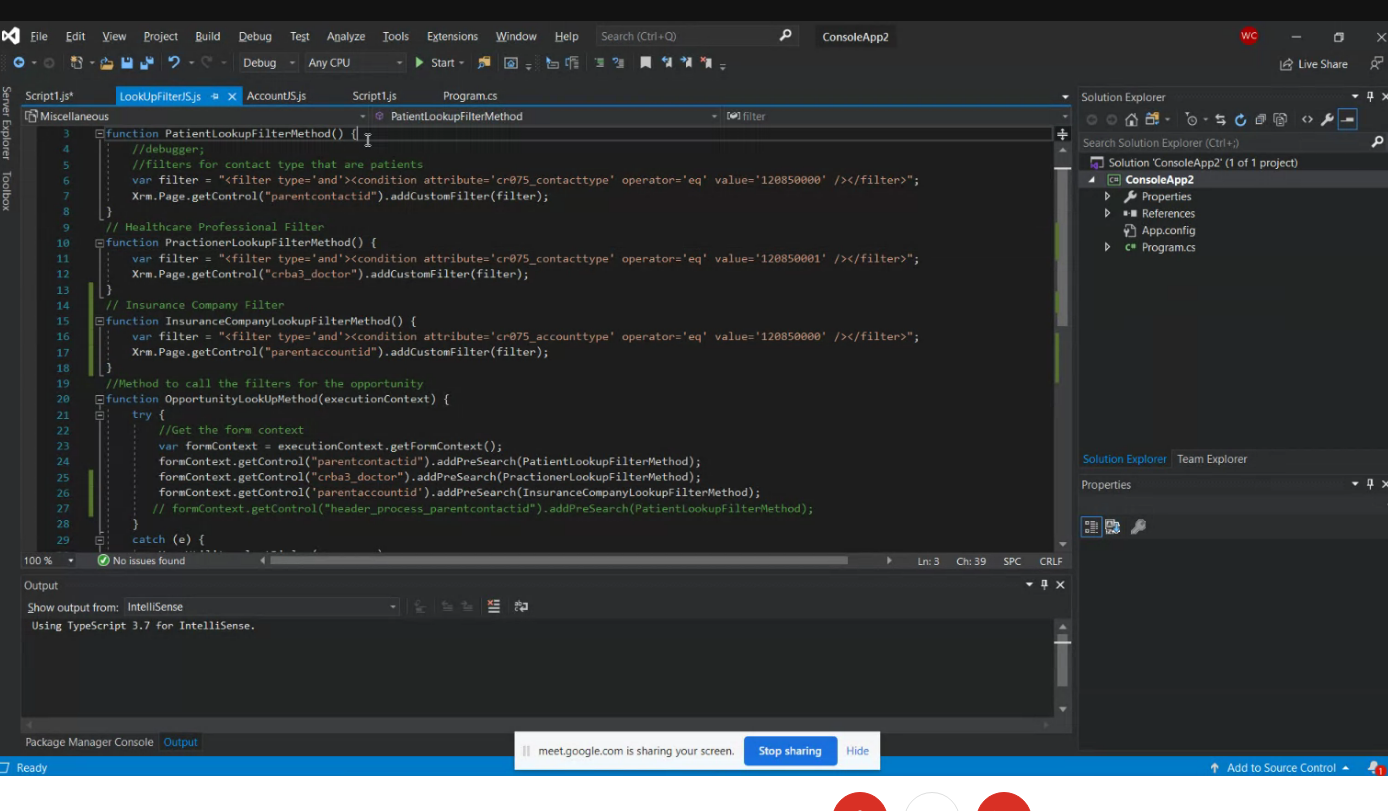 File Edit View Project Build Debug Test Analyze Tools Extensions Window Help Search (Ctrl+Q) ConsoleApp2 WC
Debug Any CPU Start Live Share
Server Explorer
Toolbox
Script1.js* LookUpFilterJS.js AccountJS.js Script1.js Program.cs
Miscellaneous PatientLookupFilterMethod filter
3 function PatientLookupFilterMethod() {
4 //debugger;
5 //filters for contact type that are patients
6 var filter = "<filter type='and'><condition attribute='cr075_contacttype' operator='eq' value='120850000' /></filter>";
7 Xrm.Page.getControl("parentcontactid").addCustomFilter(filter);
8 }
9 // Healthcare Professional Filter
10 function PractionerLookupFilterMethod() {
11 var filter = "<filter type='and'><condition attribute='cr075_contacttype' operator='eq' value='120850001' /></filter>";
12 Xrm.Page.getControl("crba3_doctor").addCustomFilter(filter);
13 }
14 // Insurance Company Filter
15 function InsuranceCompanyLookupFilterMethod() {
16 var filter = "<filter type='and'><condition attribute='cr075_accounttype' operator='eq' value='120850000' /></filter>";
17 Xrm.Page.getControl("parentaccountid").addCustomFilter(filter);
18 }
19 //Method to call the filters for the opportunity
20 function OpportunityLookUpMethod(executionContext) {
21 try {
22 //Get the form context
23 var formContext = executionContext.getFormContext();
24 formContext.getControl("parentcontactid").addPreSearch(PatientLookupFilterMethod);
25 formContext.getControl("crba3_doctor").addPreSearch(PractionerLookupFilterMethod);
26 formContext.getControl('parentaccountid').addPreSearch(InsuranceCompanyLookupFilterMethod);
27 // formContext.getControl("header_process_parentcontactid").addPreSearch(PatientLookupFilterMethod);
28 }
29 catch (e) {
100 % No issues found Ln: 3 Ch: 39 SPC CRLF
Output
Show output from: IntelliSense
Using TypeScript 3.7 for IntelliSense.
Package Manager Console Output
Solution Explorer
Search Solution Explorer (Ctrl+;)
Solution 'ConsoleApp2' (1 of 1 project)
ConsoleApp2
Properties
References
App.config
Program.cs
Solution Explorer Team Explorer
Properties
meet.google.com is sharing your screen. Stop sharing Hide
Ready Add to Source Control 1